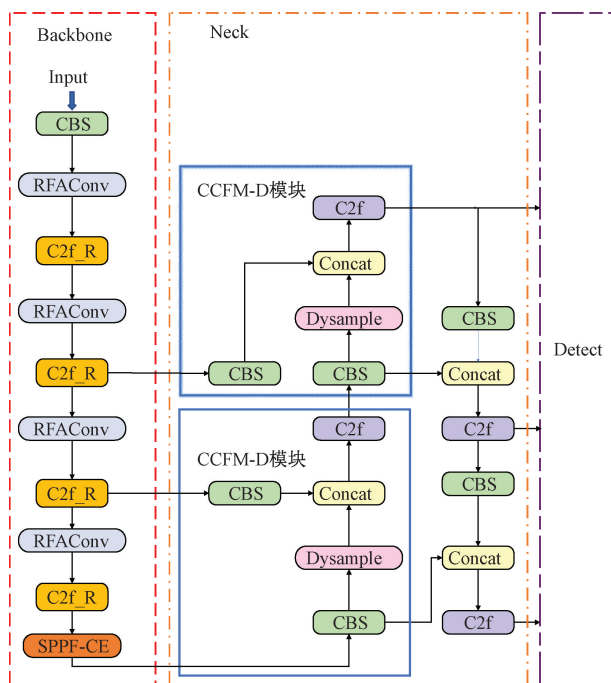 Backbone
Input
CBS
RFAConv
C2f_R
RFAConv
C2f_R
RFAConv
C2f_R
RFAConv
C2f_R
SPPF-CE
Neck
CCFM-D模块
C2f
Concat
Dysample
CBS
CBS
CCFM-D模块
C2f
CBS
Concat
Dysample
CBS
CBS
Concat
C2f
CBS
Concat
C2f
Detect